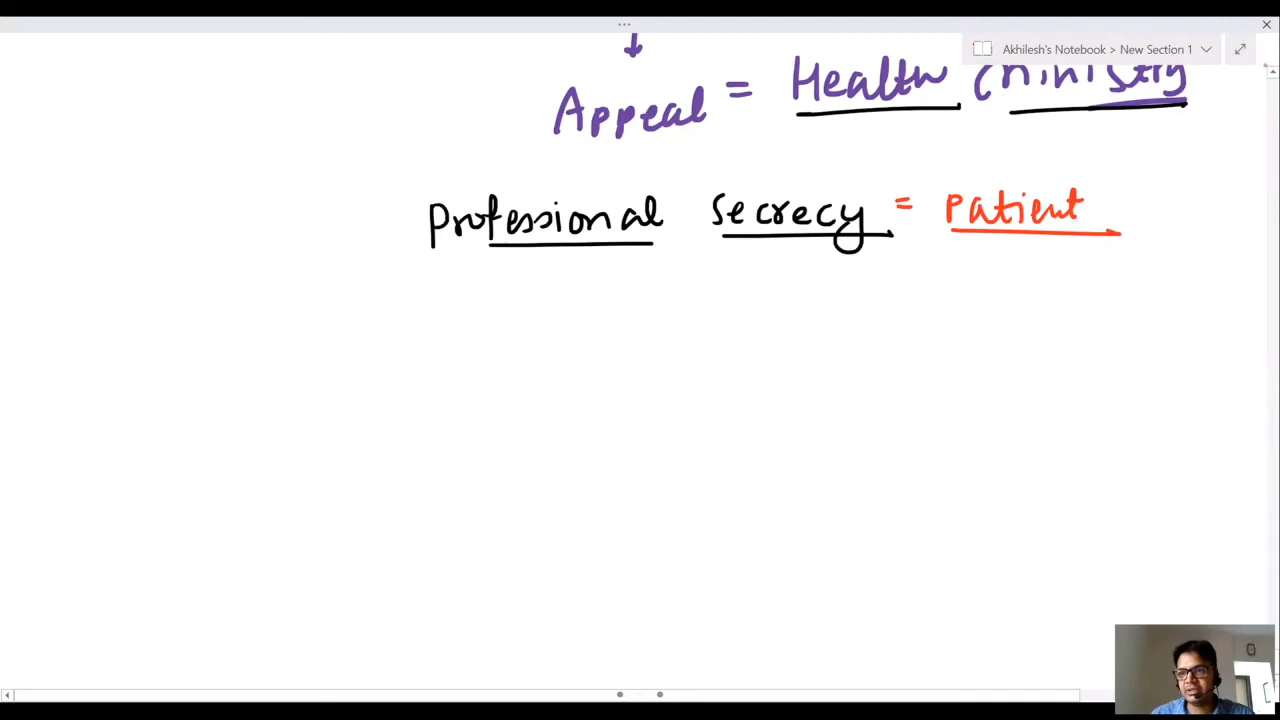 Akhilesh's Notebook > New Section 1
Appeal = Health ministry
Professional secrecy = Patient